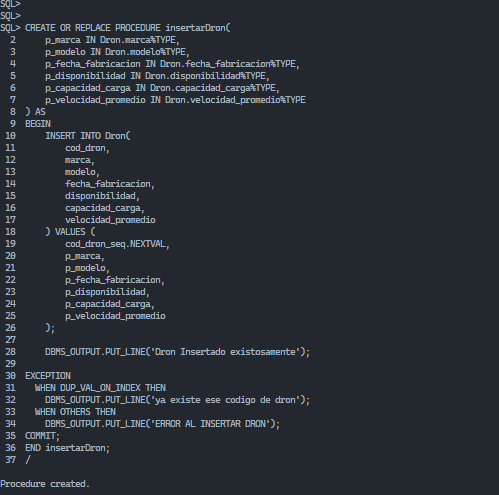 SQL>
SQL>
SQL> CREATE OR REPLACE PROCEDURE insertarDron(
  2      p_marca IN Dron.marca%TYPE,
  3      p_modelo IN Dron.modelo%TYPE,
  4      p_fecha_fabricacion IN Dron.fecha_fabricacion%TYPE,
  5      p_disponibilidad IN Dron.disponibilidad%TYPE,
  6      p_capacidad_carga IN Dron.capacidad_carga%TYPE,
  7      p_velocidad_promedio IN Dron.velocidad_promedio%TYPE
  8  ) AS
  9  BEGIN
 10      INSERT INTO Dron(
 11          cod_dron,
 12          marca,
 13          modelo,
 14          fecha_fabricacion,
 15          disponibilidad,
 16          capacidad_carga,
 17          velocidad_promedio
 18      ) VALUES (
 19          cod_dron_seq.NEXTVAL,
 20          p_marca,
 21          p_modelo,
 22          p_fecha_fabricacion,
 23          p_disponibilidad,
 24          p_capacidad_carga,
 25          p_velocidad_promedio
 26      );
 27
 28      DBMS_OUTPUT.PUT_LINE('Dron Insertado existosamente');
 29
 30  EXCEPTION
 31    WHEN DUP_VAL_ON_INDEX THEN
 32      DBMS_OUTPUT.PUT_LINE('ya existe ese codigo de dron');
 33    WHEN OTHERS THEN
 34      DBMS_OUTPUT.PUT_LINE('ERROR AL INSERTAR DRON');
 35  COMMIT;
 36  END insertarDron;
 37  /
Procedure created.